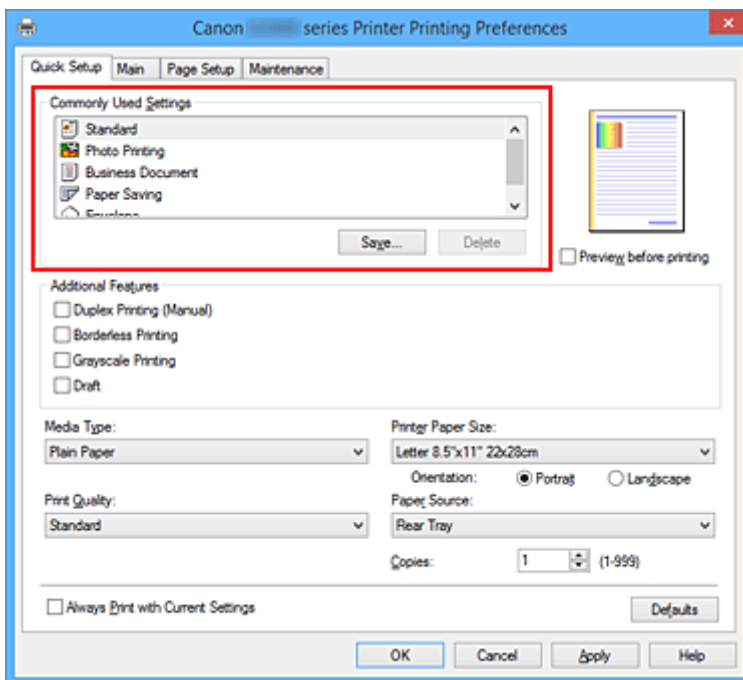 Canon series Printer Printing Preferences
Quick Setup Main Page Setup Maintenance
Commonly Used Settings
Standard
Photo Printing
Business Document
Paper Saving
Envelope
Save... Delete
Preview before printing
Additional Features
Duplex Printing (Manual)
Borderless Printing
Grayscale Printing
Draft
Media Type: Printer Paper Size:
Plain Paper Letter 8.5"x11" 22x28cm
Orientation: Portrait Landscape
Print Quality: Paper Source:
Standard Rear Tray
Copies: 1 (1-999)
Always Print with Current Settings Defaults
OK Cancel Apply Help